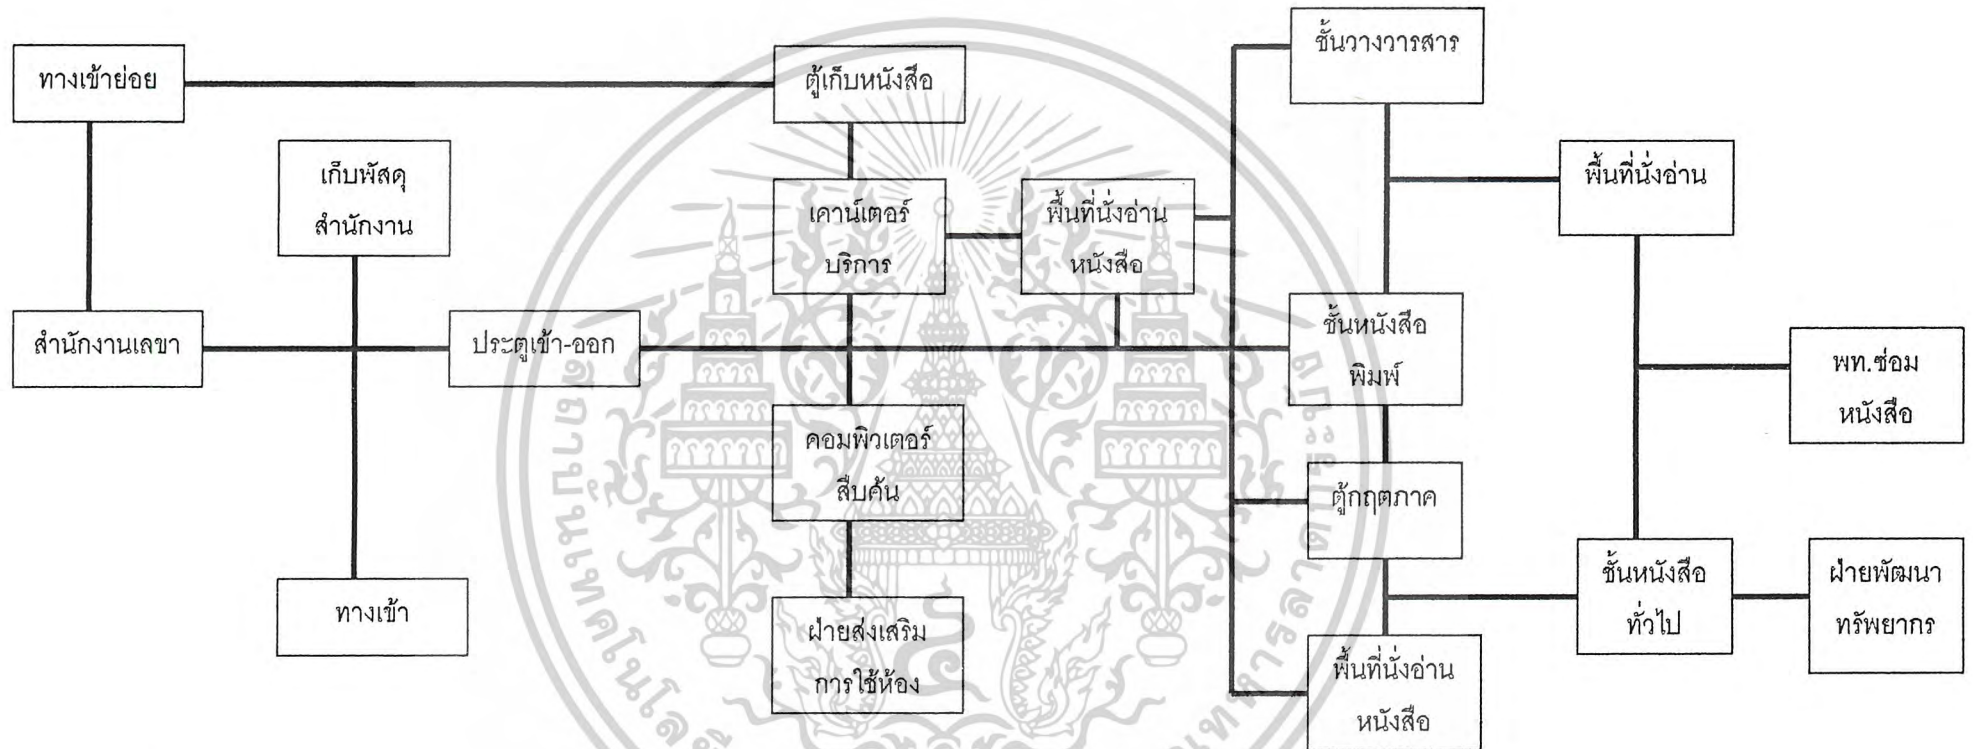 ชั้นวางวารสาร
ทางเข้าย่อย
ตู้เก็บหนังสือ
เก็บพัสดุ
สำนักงาน
พื้นที่นั่งอ่าน
เคาน์เตอร์
บริการ
พื้นที่นั่งอ่าน
หนังสือ
สำนักงานเลขา
ประตูเข้า-ออก
ชั้นหนังสือ
พิมพ์
พท.ซ่อม
หนังสือ
คอมพิวเตอร์
สืบค้น
ตู้กฤตภาค
ทางเข้า
ฝ่ายส่งเสริม
การใช้ห้อง
ชั้นหนังสือ
ทั่วไป
ฝ่ายพัฒนา
ทรัพยากร
พื้นที่นั่งอ่าน
หนังสือ